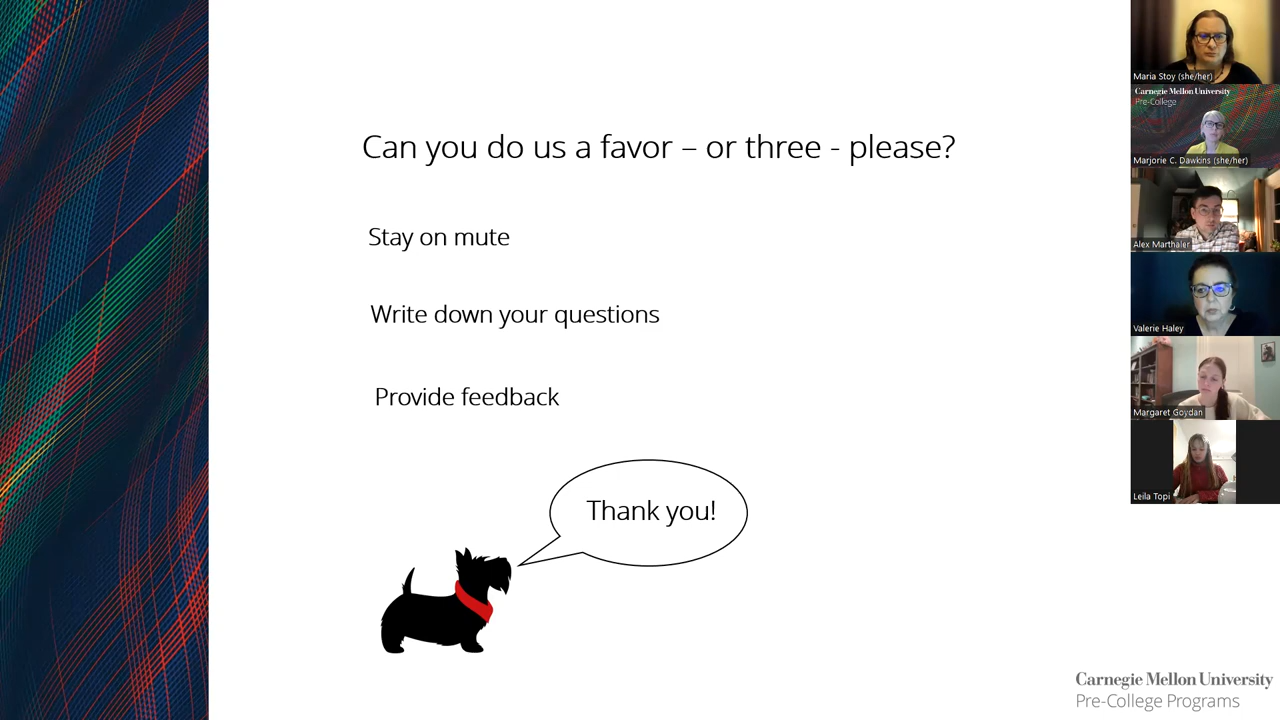 Can you do us a favor – or three - please?
Stay on mute
Write down your questions
Provide feedback
Thank you!
Carnegie Mellon University
Pre-College Programs
Maria Stoy (she/her)
Carnegie Mellon University
Pre-College
Marjorie C. Dawkins (she/her)
Alex Marthaler
Valerie Haley
Margaret Goydan
Leila Topi